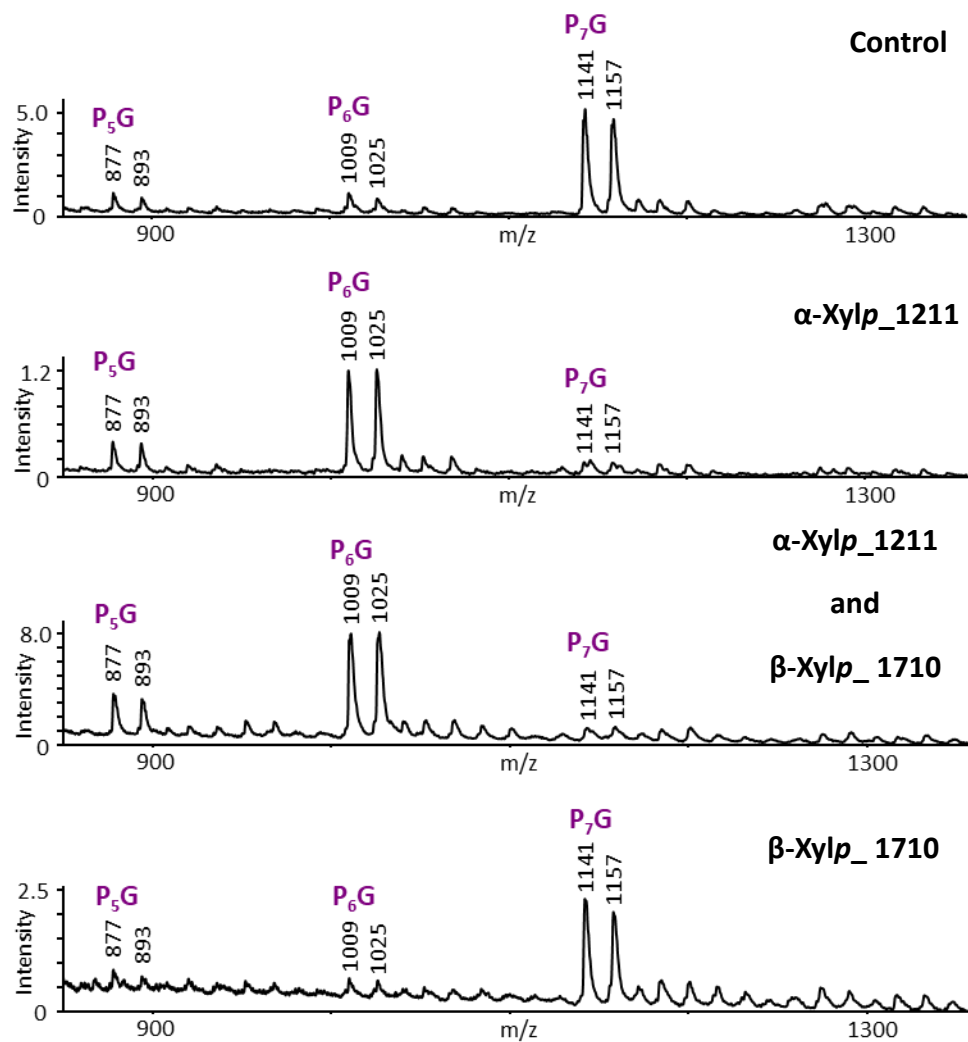 Control
P₇G
1141
1157
P₆G
1009
1025
P₅G
877
893
5.0
Intensity
0
900
m/z
1300
α-Xylp_1211
P₆G
1009
1025
P₅G
877
893
P₇G
1141
1157
1.2
Intensity
0
900
m/z
1300
α-Xylp_1211
and
β-Xylp_ 1710
P₆G
1009
1025
P₅G
877
893
P₇G
1141
1157
8.0
Intensity
0
900
m/z
1300
β-Xylp_ 1710
P₇G
1141
1157
P₅G
877
893
P₆G
1009
1025
2.5
Intensity
0
900
m/z
1300